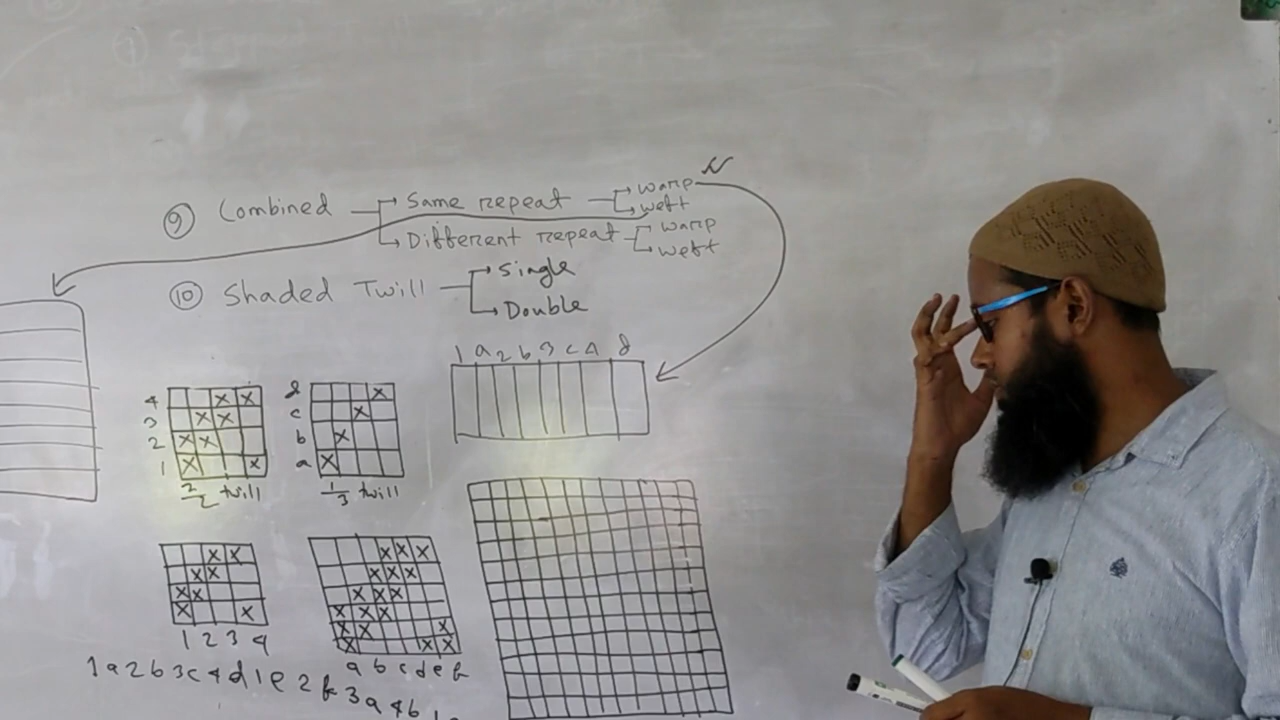 ⑨ Combined → Same repeat → warp
→ weft
→ Different repeat → warp
→ weft
⑩ Shaded Twill → Single
→ Double
1 a 2 b 3 c 4 d
4 x x
3 x x
2 x x
1 x x
2/2 twill
d x
c x
b x
a x
1/3 twill
x x
x x
x x
x x
1 2 3 4
x x x
x x x
x x x
x x x
x x x
x x x
a b c d e f
1 a 2 b 3 c 4 d 1 e 2 f 3 a 4 b